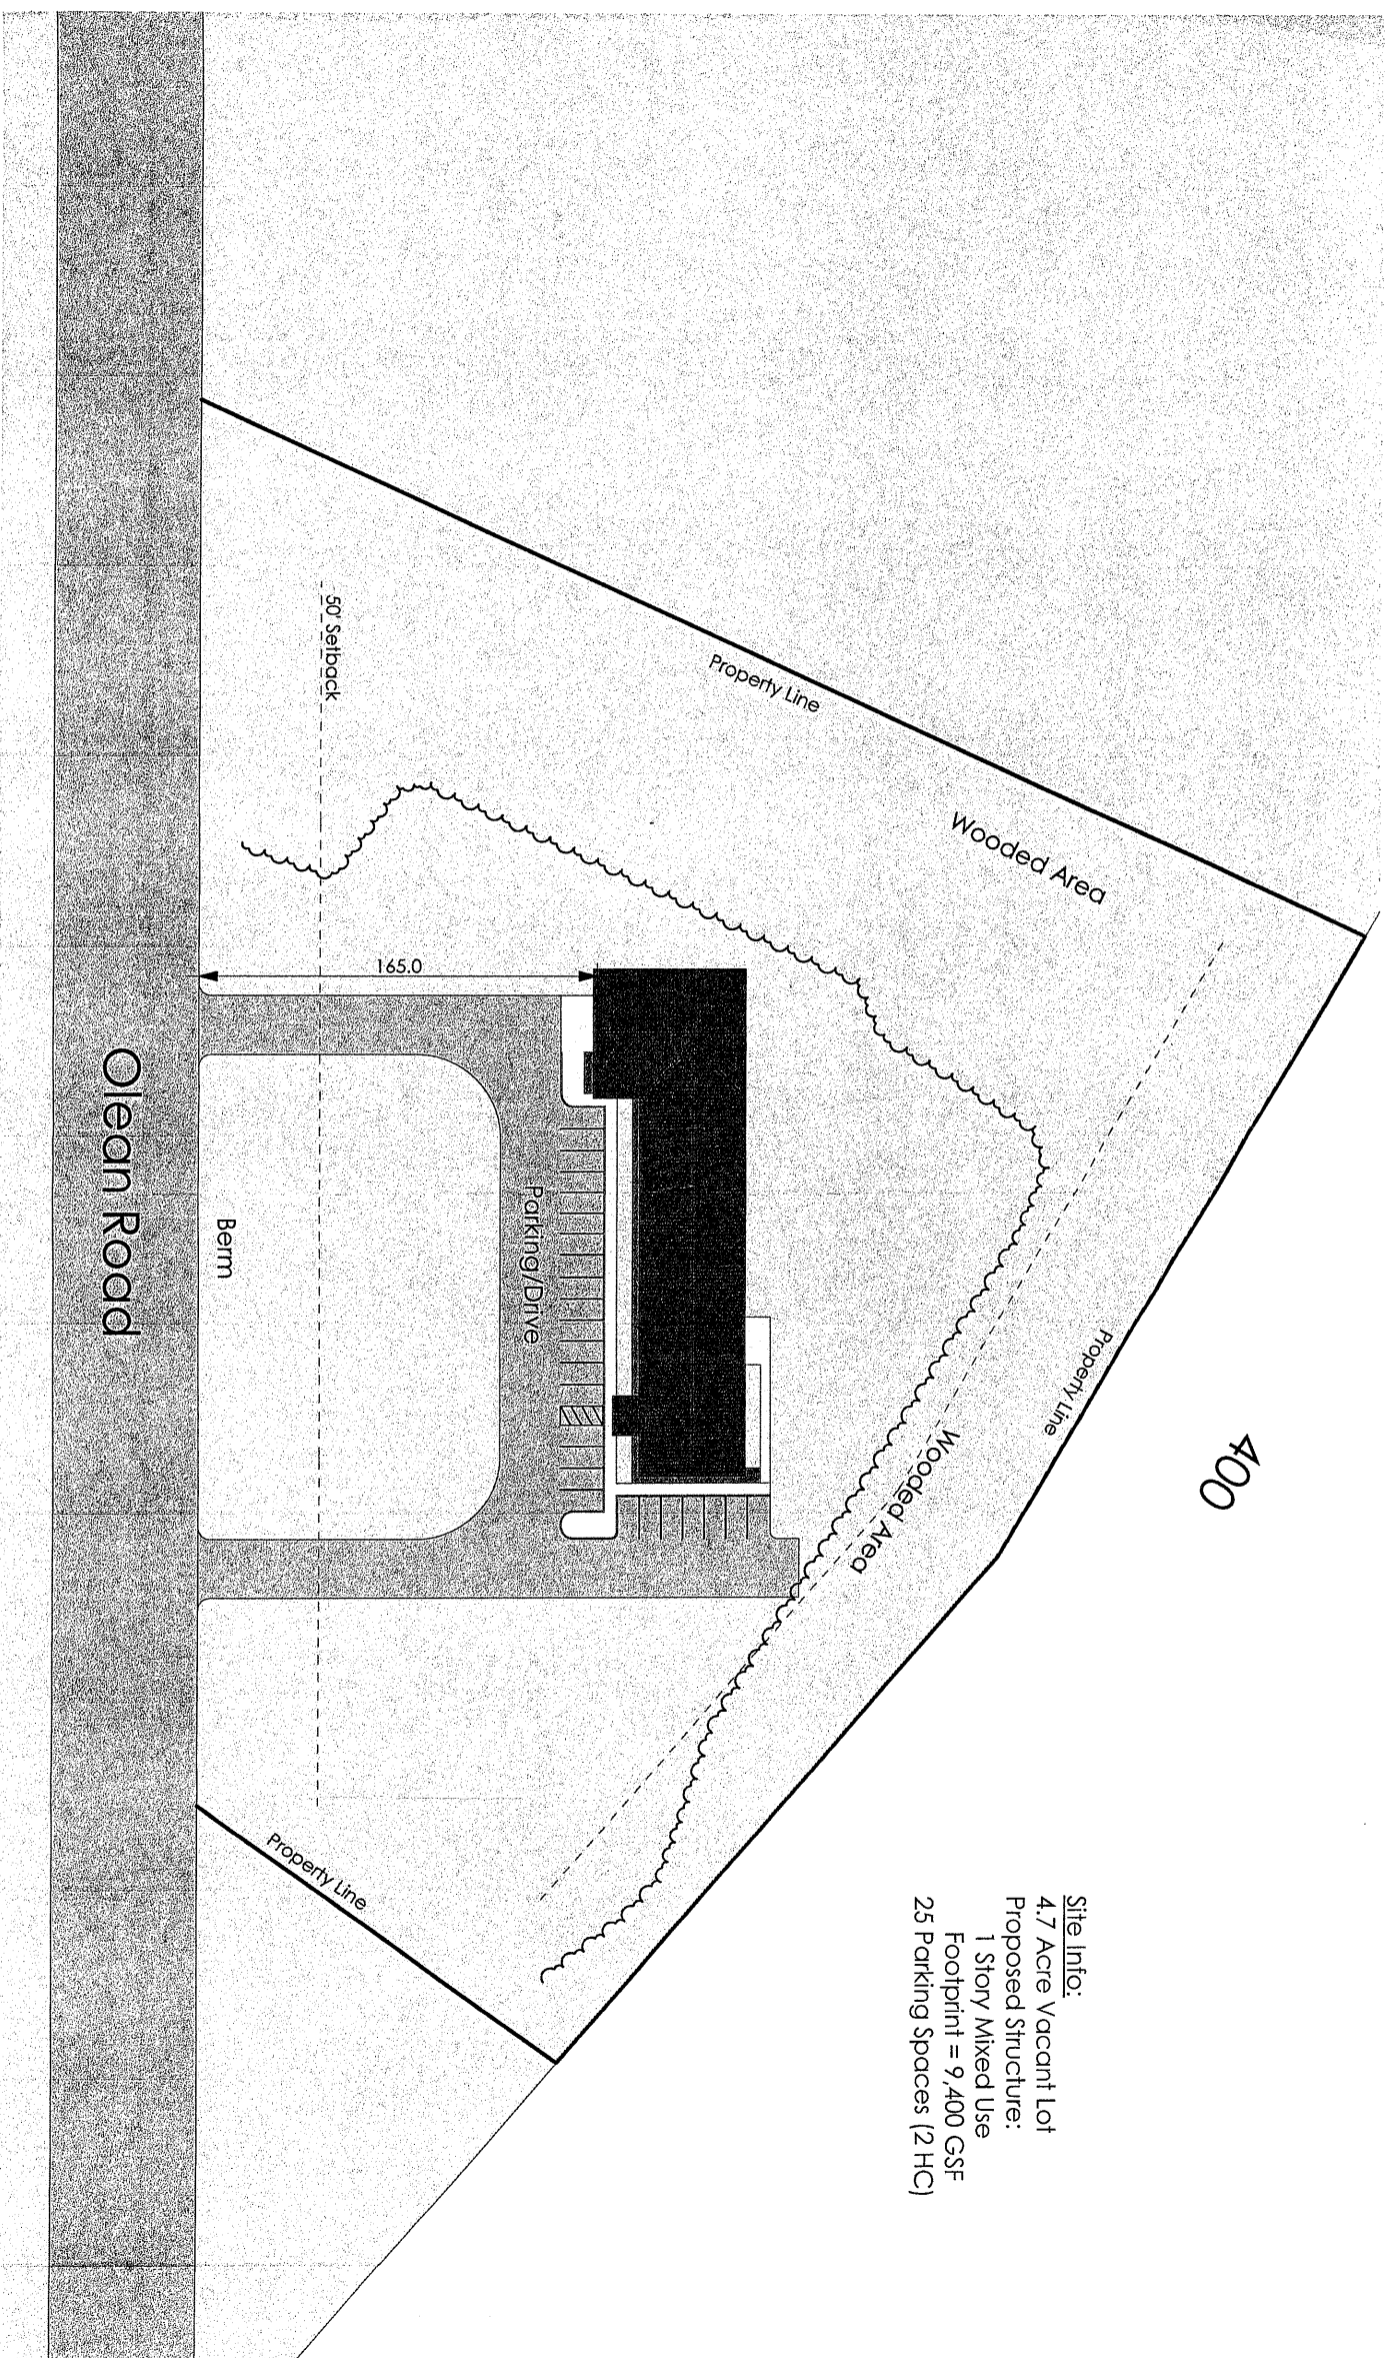 Site Info:
4.7 Acre Vacant Lot
Proposed Structure:
1 Story Mixed Use
Footprint = 9,400 GSF
25 Parking Spaces (2 HC)
400
Property Line
Wooded Area
Property Line
Wooded Area
50' Setback
165.0
Parking/Drive
Berm
Property Line
Olean Road